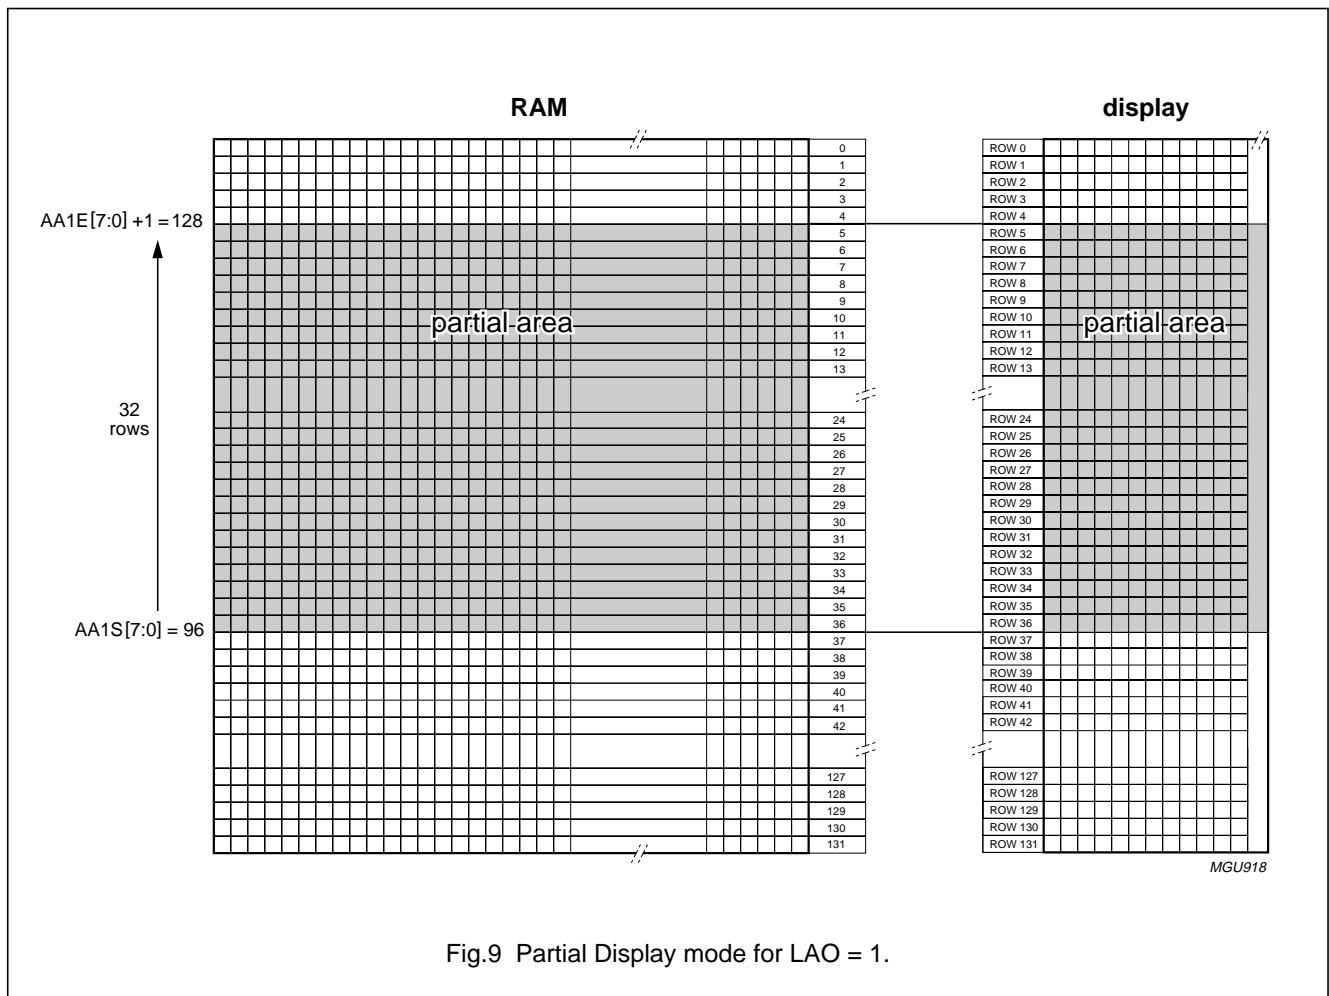 RAM display
0 ROW 0
1 ROW 1
2 ROW 2
3 ROW 3
AA1E[7:0] +1 = 128 4 ROW 4
5 ROW 5
6 ROW 6
7 ROW 7
8 ROW 8
9 ROW 9
partial area 10 ROW 10 partial area
11 ROW 11
12 ROW 12
13 ROW 13
32
rows
24 ROW 24
25 ROW 25
26 ROW 26
27 ROW 27
28 ROW 28
29 ROW 29
30 ROW 30
31 ROW 31
32 ROW 32
33 ROW 33
34 ROW 34
35 ROW 35
AA1S[7:0] = 96 36 ROW 36
37 ROW 37
38 ROW 38
39 ROW 39
40 ROW 40
41 ROW 41
42 ROW 42
127 ROW 127
128 ROW 128
129 ROW 129
130 ROW 130
131 ROW 131
MGU918
Fig.9 Partial Display mode for LAO = 1.